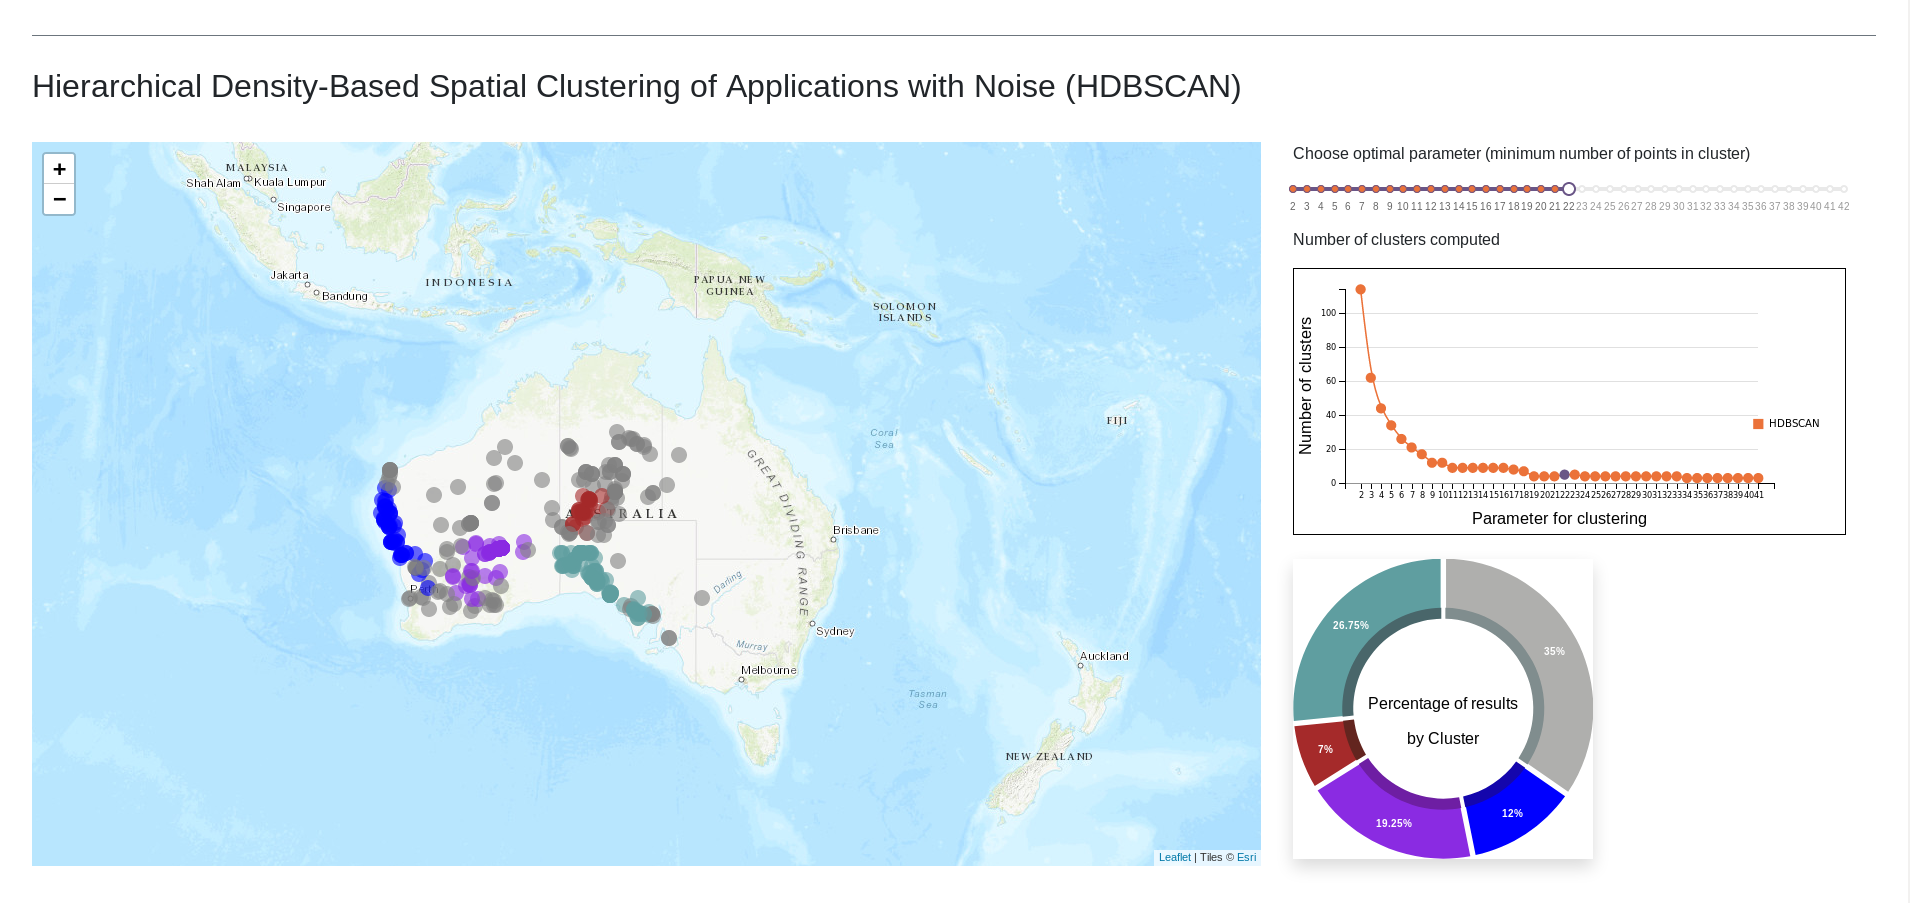 Hierarchical Density-Based Spatial Clustering of Applications with Noise (HDBSCAN)
+
−
MALAYSIA
Shah Alam
Kuala Lumpur
Singapore
Jakarta
Bandung
INDONESIA
PAPUA NEW
GUINEA
SOLOMON
ISLANDS
FIJI
Coral
Sea
GREAT DIVIDING RANGE
Brisbane
Darling
Sydney
Murray
Melbourne
Tasman
Sea
Auckland
NEW ZEALAND
Leaflet | Tiles © Esri
Choose optimal parameter (minimum number of points in cluster)
2 3 4 5 6 7 8 9 10 11 12 13 14 15 16 17 18 19 20 21 22 23 24 25 26 27 28 29 30 31 32 33 34 35 36 37 38 39 40 41 42
Number of clusters computed
Number of clusters
100
80
60
40
20
0
HDBSCAN
2 3 4 5 6 7 8 9 10 11 12 13 14 15 16 17 18 19 20 21 22 23 24 25 26 27 28 29 30 31 32 33 34 35 36 37 38 39 40 41
Parameter for clustering
26.75%
35%
7%
19.25%
12%
Percentage of results
by Cluster